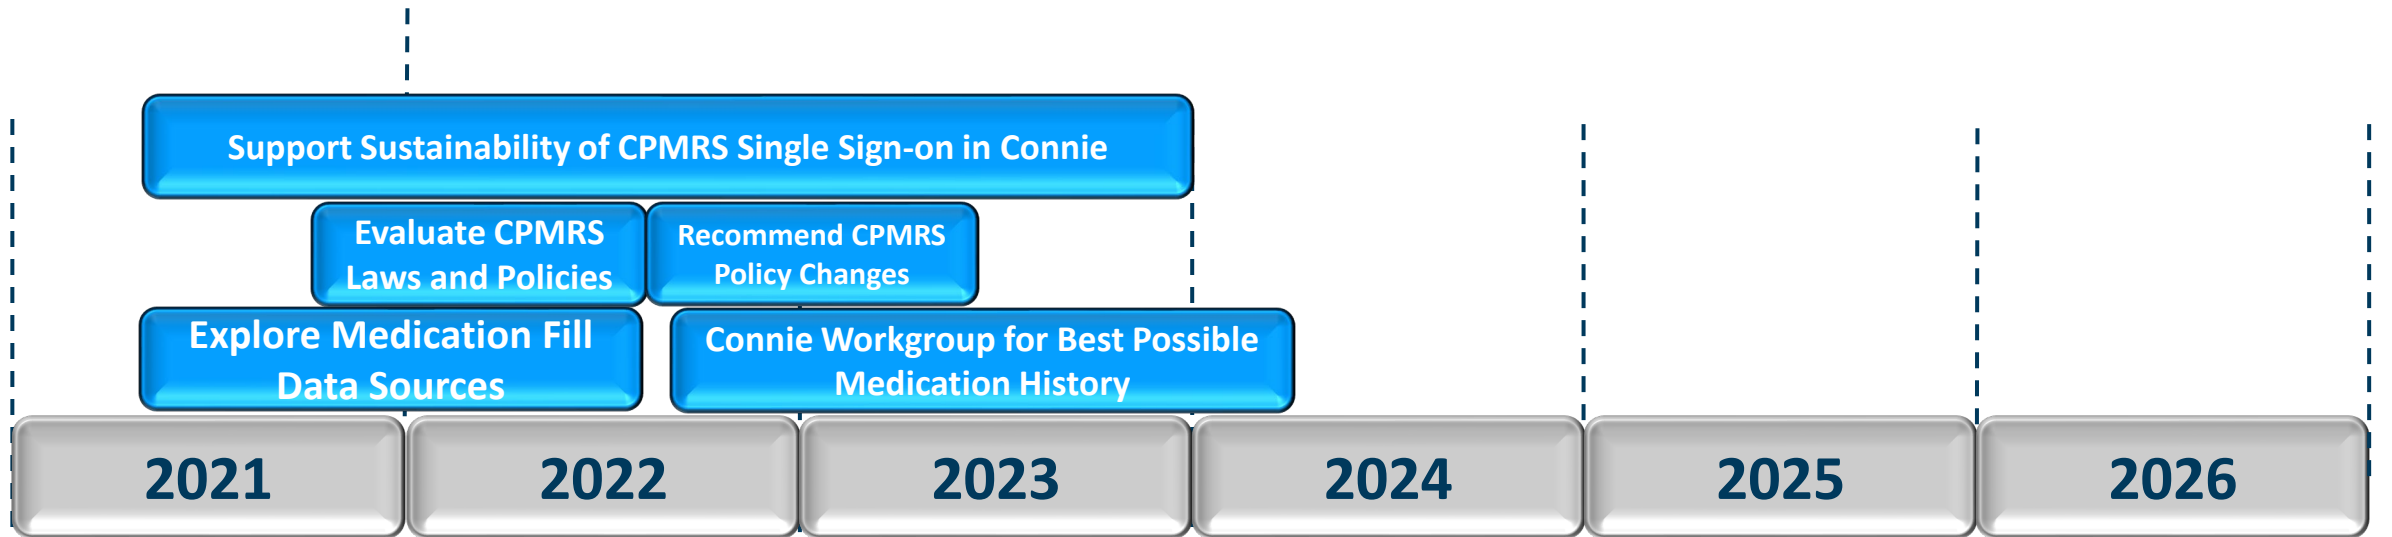 Support Sustainability of CPMRS Single Sign-on in Connie
Evaluate CPMRS
Laws and Policies
Recommend CPMRS
Policy Changes
Explore Medication Fill
Data Sources
Connie Workgroup for Best Possible
Medication History
2021
2022
2023
2024
2025
2026